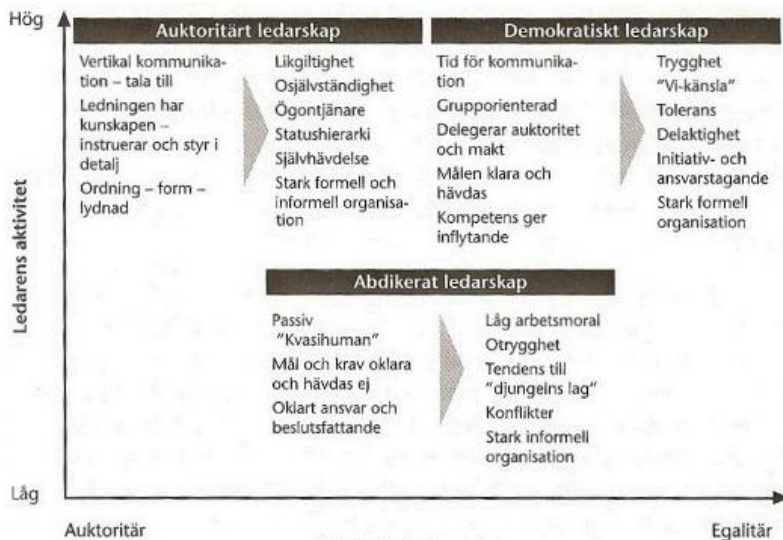 Hög
Ledarens aktivitet
Auktoritärt ledarskap
Vertikal kommunika-
tion – tala till
Ledningen har
kunskapen –
instruerar och styr i
detalj
Ordning – form –
lydnad
Likgiltighet
Osjälvständighet
Ögontjänare
Statushierarki
Självhävdelse
Stark formell och
informell organisa-
tion
Demokratiskt ledarskap
Tid för kommunika-
tion
Grupporienterad
Delegerar auktoritet
och makt
Målen klara och
hävdas
Kompetens ger
inflytande
Trygghet
"Vi-känsla"
Tolerans
Delaktighet
Initiativ- och
ansvarstagande
Stark formell
organisation
Abdikerat ledarskap
Passiv
"Kvasihuman"
Mål och krav oklara
och hävdas ej
Oklart ansvar och
beslutsfattande
Låg arbetsmoral
Otrygghet
Tendens till
"djungelns lag"
Konflikter
Stark informell
organisation
Låg
Auktoritär
Egalitär